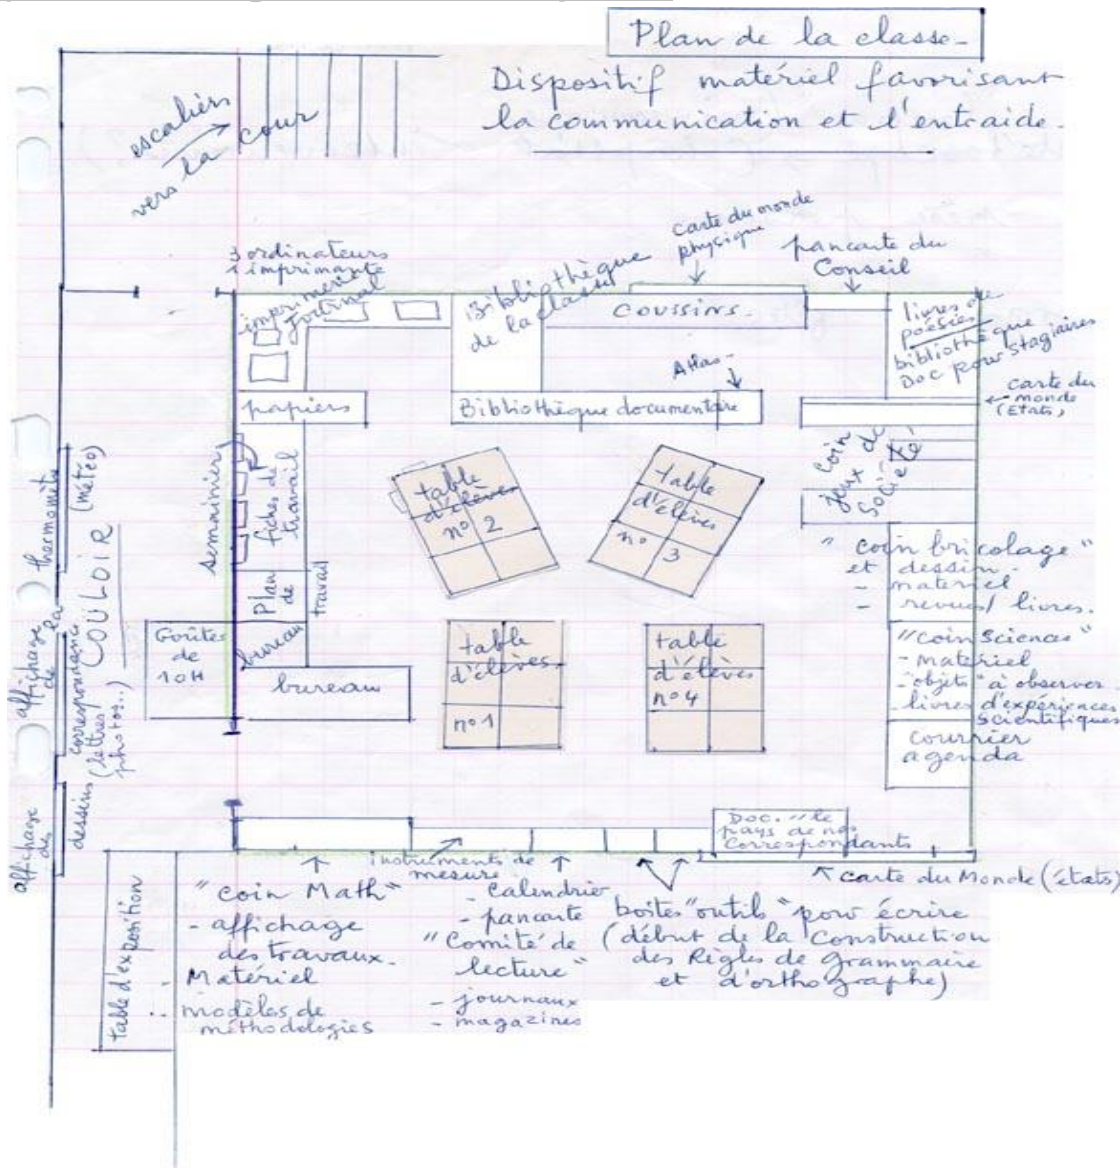 Plan de la classe-
Dispositif matériel favorisant
la communication et l'entraide.
escaliers
vers la cour
3 ordinateurs
1 imprimante
imprimerie
journal
Bibliothèque
de la classe
carte du monde
physique
coussins.
pancarte du
Conseil
livres de
poésies
bibliothèque
Doc pour stagiaires
carte du
monde
(États)
papiers
Atlas-
Bibliothèque documentaire
coin
jeux de
société
semainiers
fiches de
travail
Plan
de
travail
bureau
bureau
Goûters
de
10H
table
d'élèves
n° 2
table
d'élèves
n° 3
table
d'élèves
n°1
table
d'élèves
n°4
"coin bricolage"
et dessin.
- matériel
- revues/livres.
"Coin Sciences"
- Matériel
- "objets" à observer
- livres d'expériences
scientifiques
courrier
agenda
COULOIR
(météo)
affichage
de la
correspondance
(lettres
photos..)
affichage
de
dessins
Doc. // le
pays de nos
correspondants
carte du Monde (états)
table d'exposition
"coin Math"
- affichage
des travaux.
- Matériel
- modèles de
méthodologies
instruments de
mesure
- calendrier
- pancarte
"Comité de
lecture"
- journaux
- magazines
boîtes "outils" pour écrire
(début de la Construction
des Règles de Grammaire
et d'orthographe)